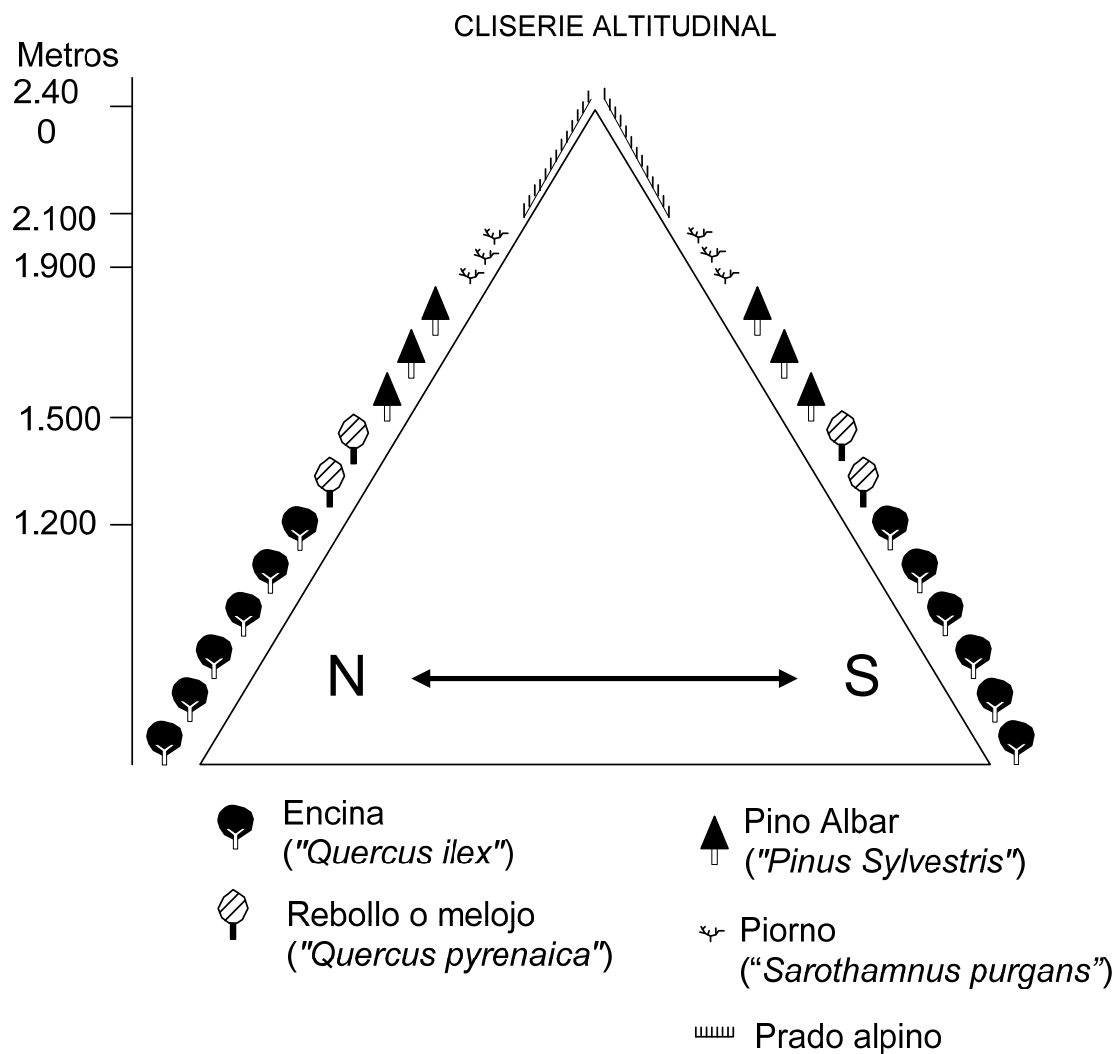 CLISERIE ALTITUDINAL
Metros
2.40
0
2.100
1.900
1.500
1.200
N
S
Encina
("Quercus ilex")
Rebollo o melojo
("Quercus pyrenaica")
Pino Albar
("Pinus Sylvestris")
Piorno
(“Sarothamnus purgans”)
Prado alpino